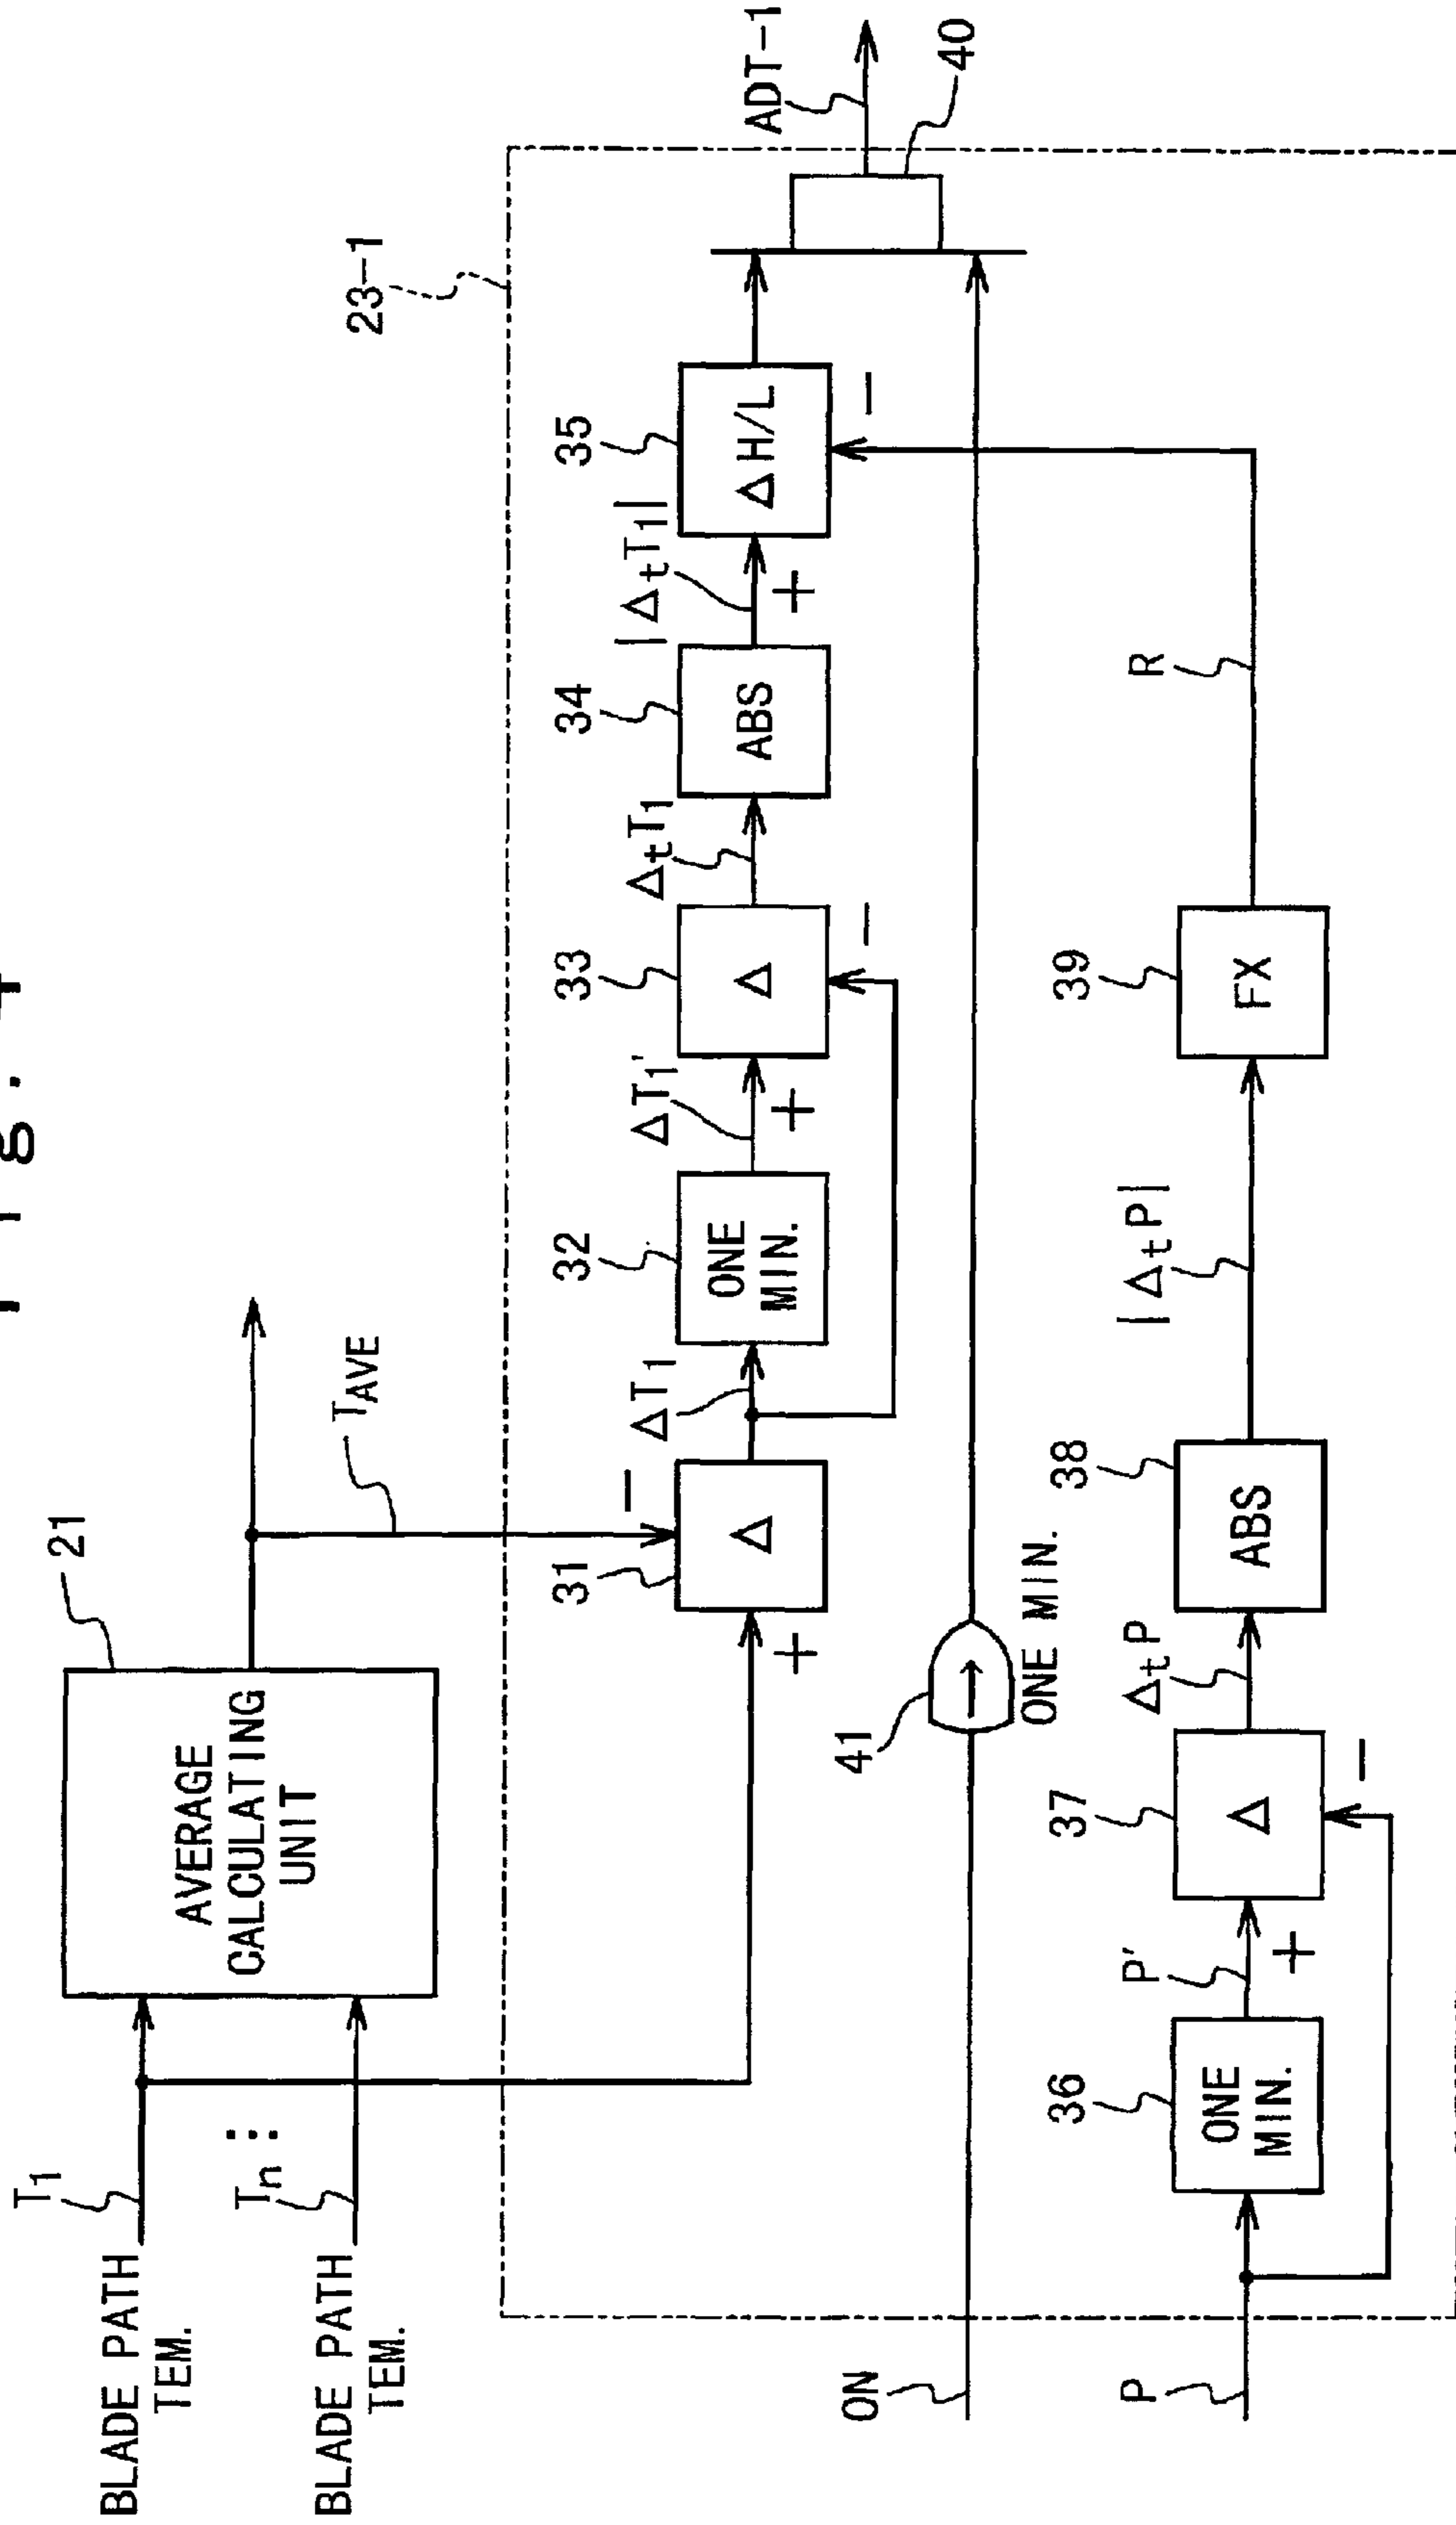 Fig. 4
T1
BLADE PATH
TEM.
Tn
BLADE PATH
TEM.
⋮
21
AVERAGE
CALCULATING
UNIT
TAVE
23-1
31
Δ
+
−
ΔT1
32
ONE
MIN.
ΔT1'
+
33
Δ
−
ΔtT1
34
ABS
|ΔtT1|
+
35
ΔH/L
−
ADT-1
40
ON
41
ONE MIN.
P
36
ONE
MIN.
P'
+
37
Δ
−
ΔtP
38
ABS
|ΔtP|
39
FX
R